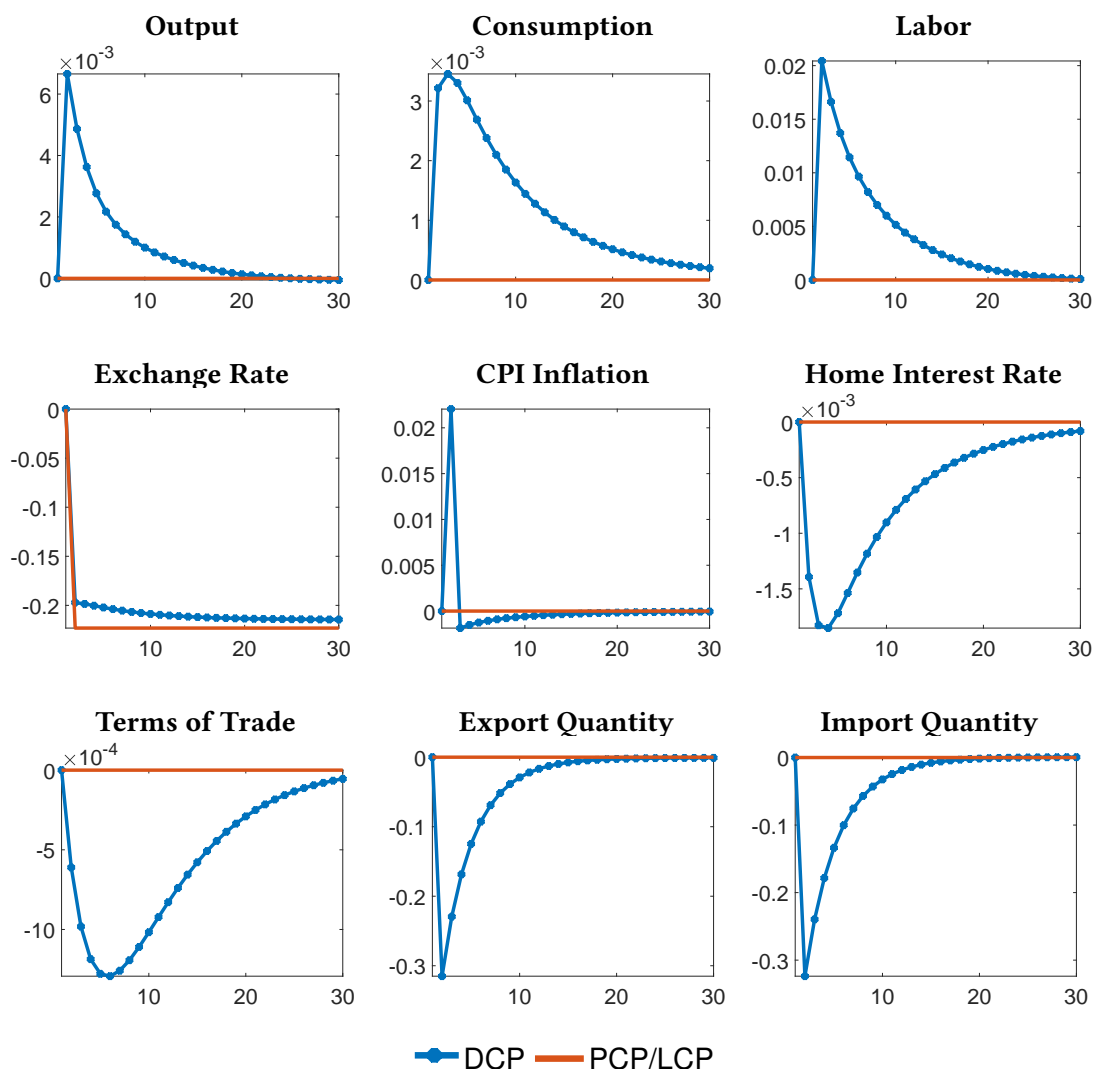 Output
×10⁻³
6
4
2
0
10 20 30
Consumption
×10⁻³
3
2
1
0
10 20 30
Labor
0.02
0.015
0.01
0.005
0
10 20 30
Exchange Rate
0
-0.05
-0.1
-0.15
-0.2
10 20 30
CPI Inflation
0.02
0.015
0.01
0.005
0
10 20 30
Home Interest Rate
×10⁻³
0
-0.5
-1
-1.5
10 20 30
Terms of Trade
×10⁻⁴
0
-5
-10
10 20 30
Export Quantity
0
-0.1
-0.2
-0.3
10 20 30
Import Quantity
0
-0.1
-0.2
-0.3
10 20 30
DCP PCP/LCP